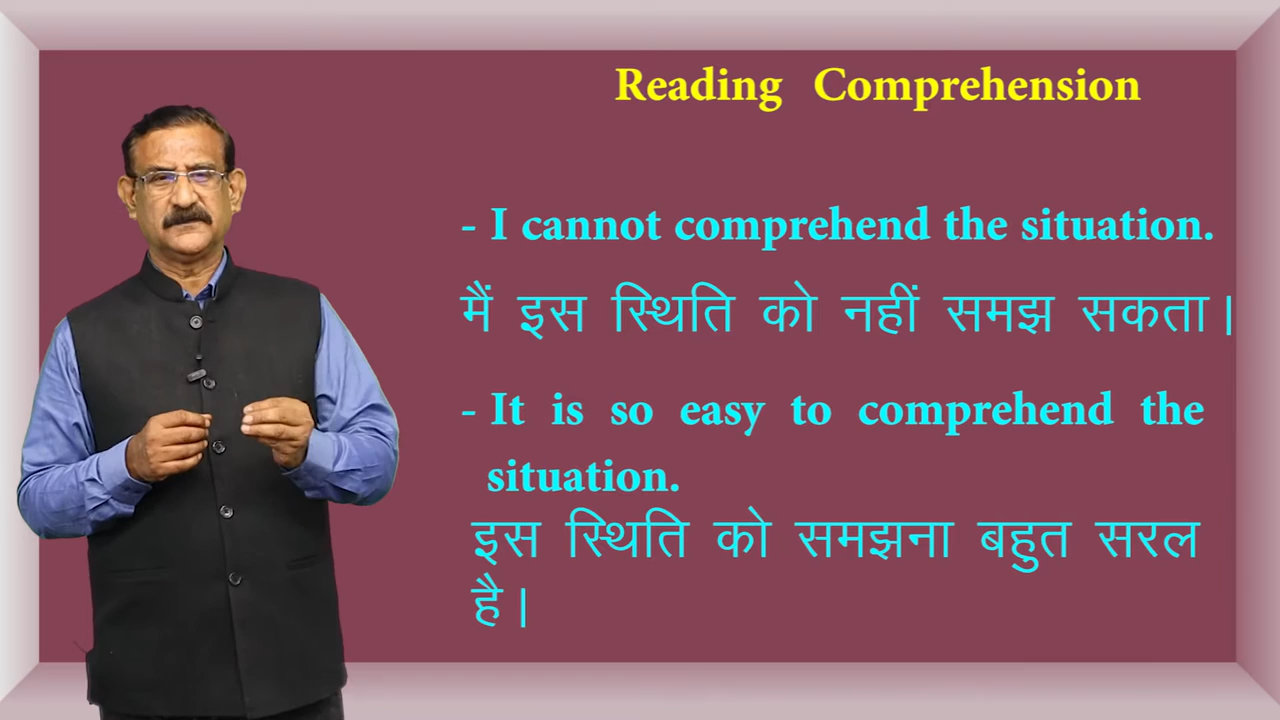 Reading Comprehension
- I cannot comprehend the situation.
मैं इस स्थिति को नहीं समझ सकता।
- It is so easy to comprehend the
situation.
इस स्थिति को समझना बहुत सरल
है।